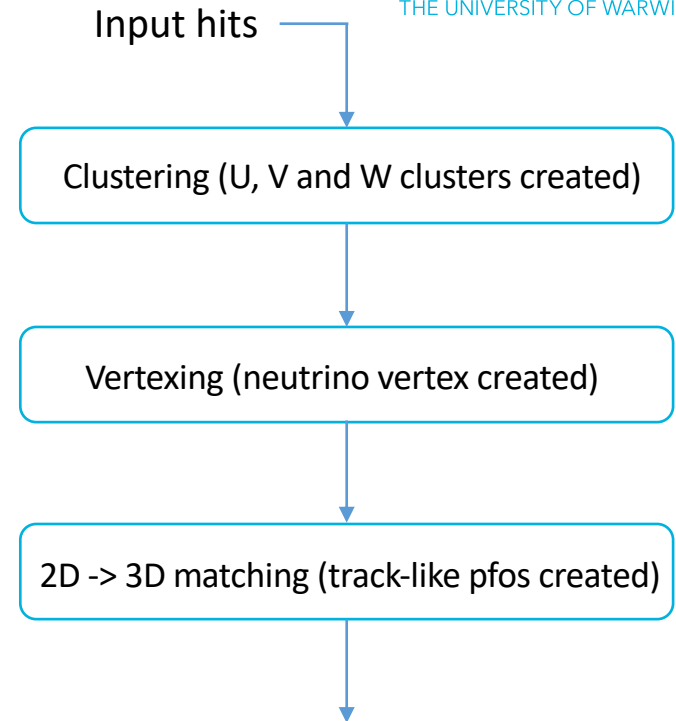 THE UNIVERSITY OF WARWI
Input hits
Clustering (U, V and W clusters created)
Vertexing (neutrino vertex created)
2D -> 3D matching (track-like pfos created)